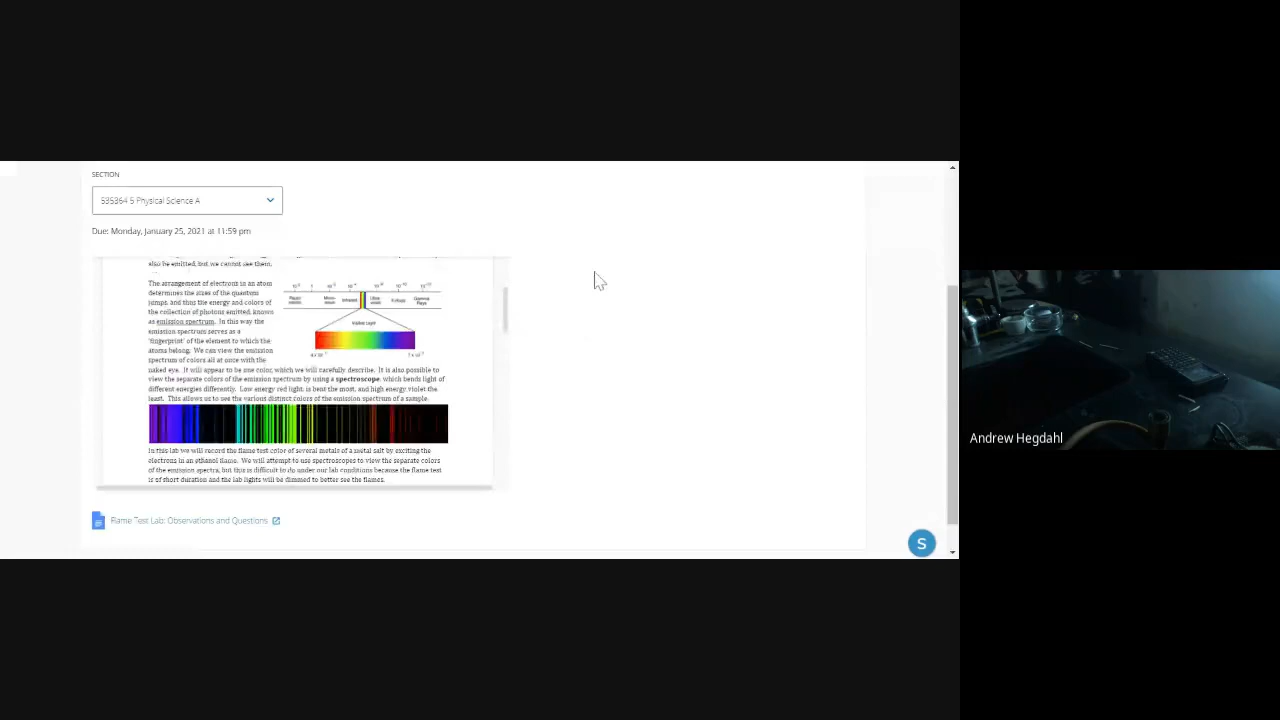 SECTION
535364 5 Physical Science A
Due: Monday, January 25, 2021 at 11:59 pm
also be emitted, but we cannot see them,
The arrangement of electrons in an atom
determines the sizes of the quantum
jumps, and thus the energy and colors of
the collection of photons emitted, known
as emission spectrum. In this way the
emission spectrum serves as a
'fingerprint' of the element to which the
atoms belong. We can view the emission
spectrum of colors all at once with the
naked eye. It will appear to be one color, which we will carefully describe. It is also possible to
view the separate colors of the emission spectrum by using a spectroscope, which bends light of
different energies differently. Low energy red light is bent the most, and high energy violet the
least. This allows us to see the various distinct colors of the emission spectrum of a sample.
Infrared
X-Rays
Gamma
Rays
Visible Light
In this lab we will record the flame test color of several metals of a metal salt by exciting the
electrons in an ethanol flame. We will attempt to use spectroscopes to view the separate colors
of the emission spectra, but this is difficult to do under our lab conditions because the flame test
is of short duration and the lab lights will be dimmed to better see the flames.
Flame Test Lab: Observations and Questions
S
Andrew Hegdahl